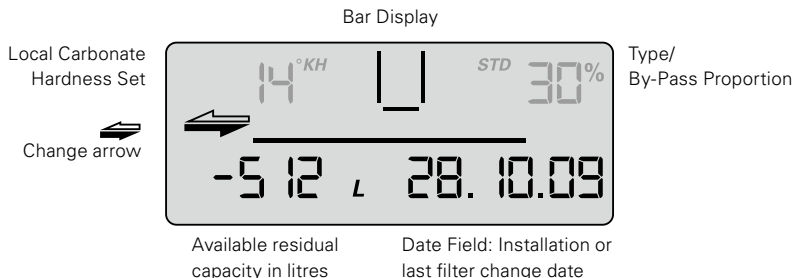 Bar Display
Local Carbonate
Hardness Set
Type/
By-Pass Proportion
14 °KH STD 30%
Change arrow
-512 L 28.10.09
Available residual
capacity in litres
Date Field: Installation or
last filter change date